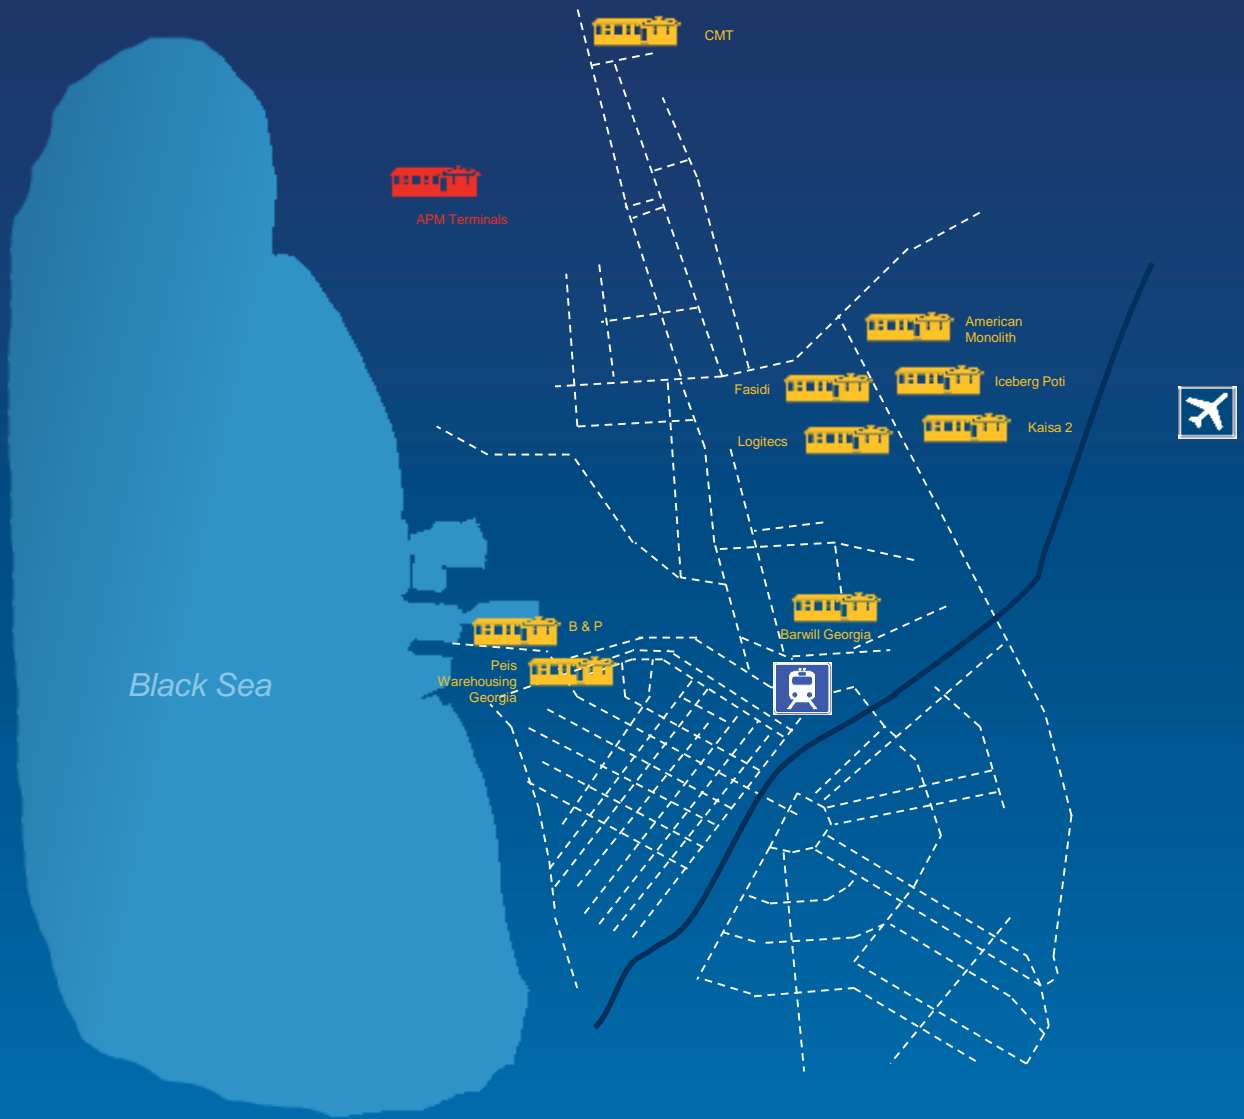 CMT
APM Terminals
American
Monolith
Iceberg Poti
Fasidi
Kaisa 2
Logitecs
B & P
Barwill Georgia
Peis
Warehousing
Georgia
Black Sea